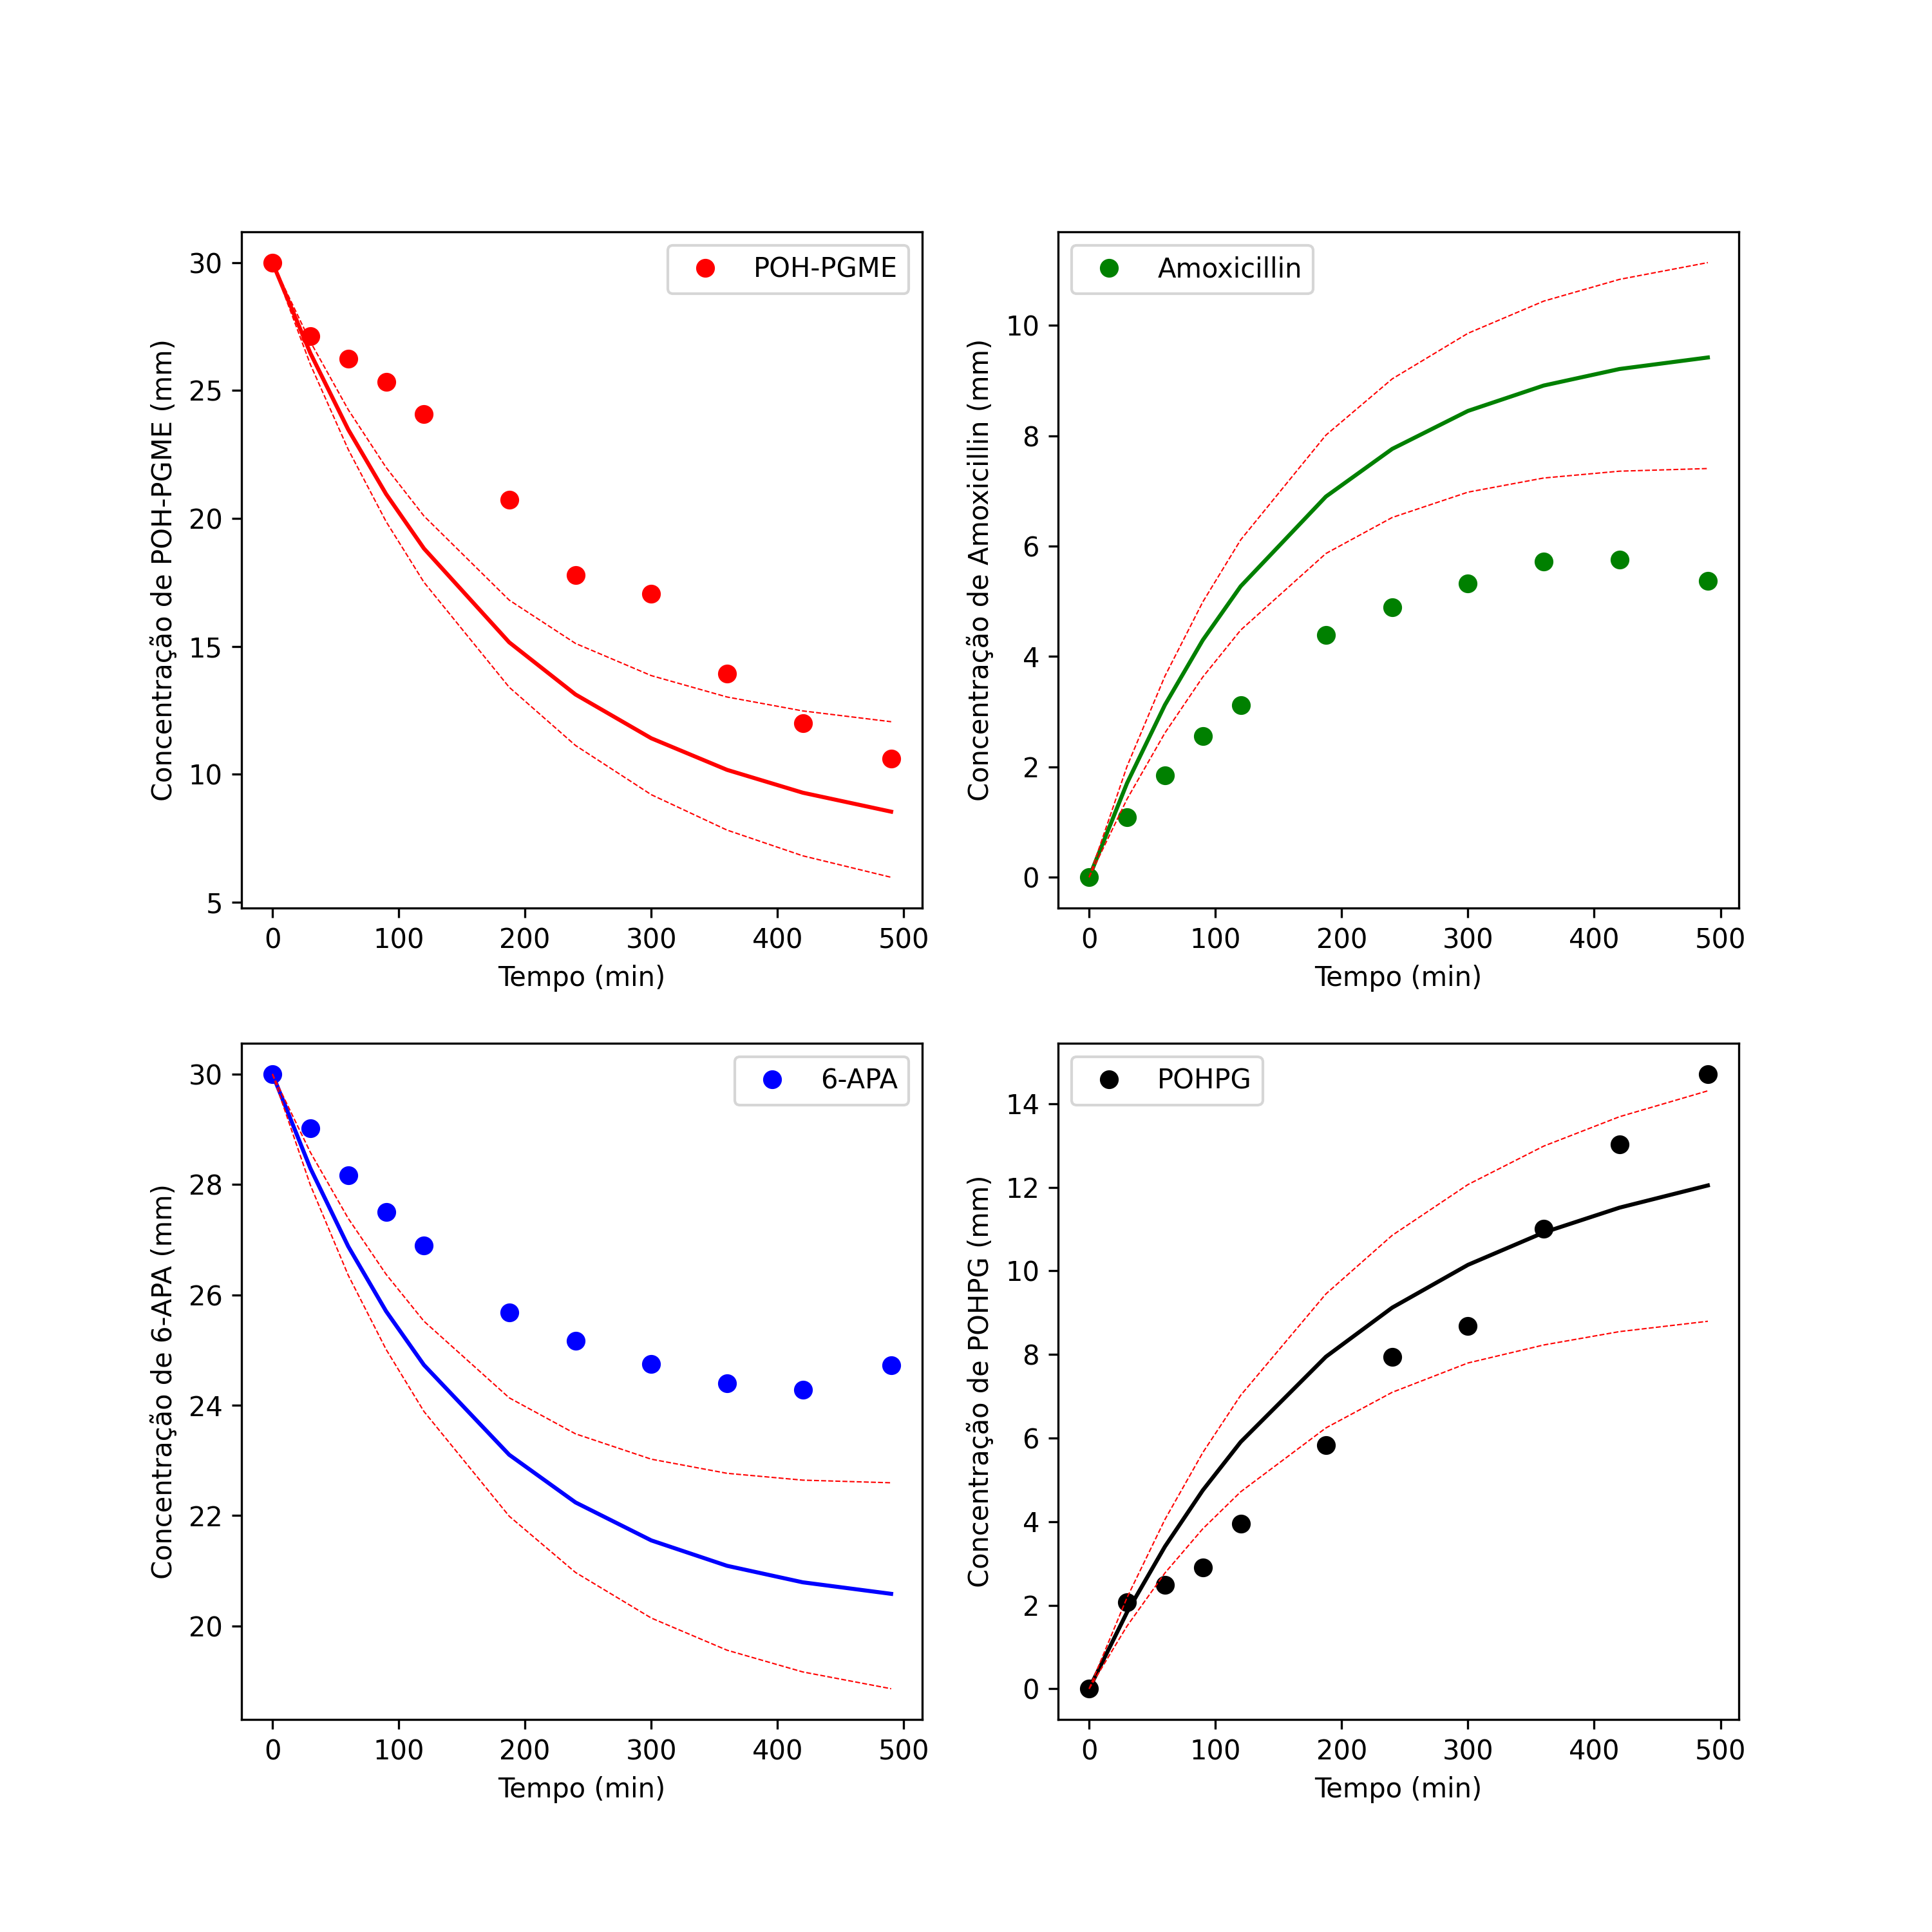 POH-PGME
Concentração de POH-PGME (mm)
30
25
20
15
10
5
0 100 200 300 400 500
Tempo (min)
Amoxicillin
Concentração de Amoxicillin (mm)
10
8
6
4
2
0
0 100 200 300 400 500
Tempo (min)
6-APA
Concentração de 6-APA (mm)
30
28
26
24
22
20
0 100 200 300 400 500
Tempo (min)
POHPG
Concentração de POHPG (mm)
14
12
10
8
6
4
2
0
0 100 200 300 400 500
Tempo (min)